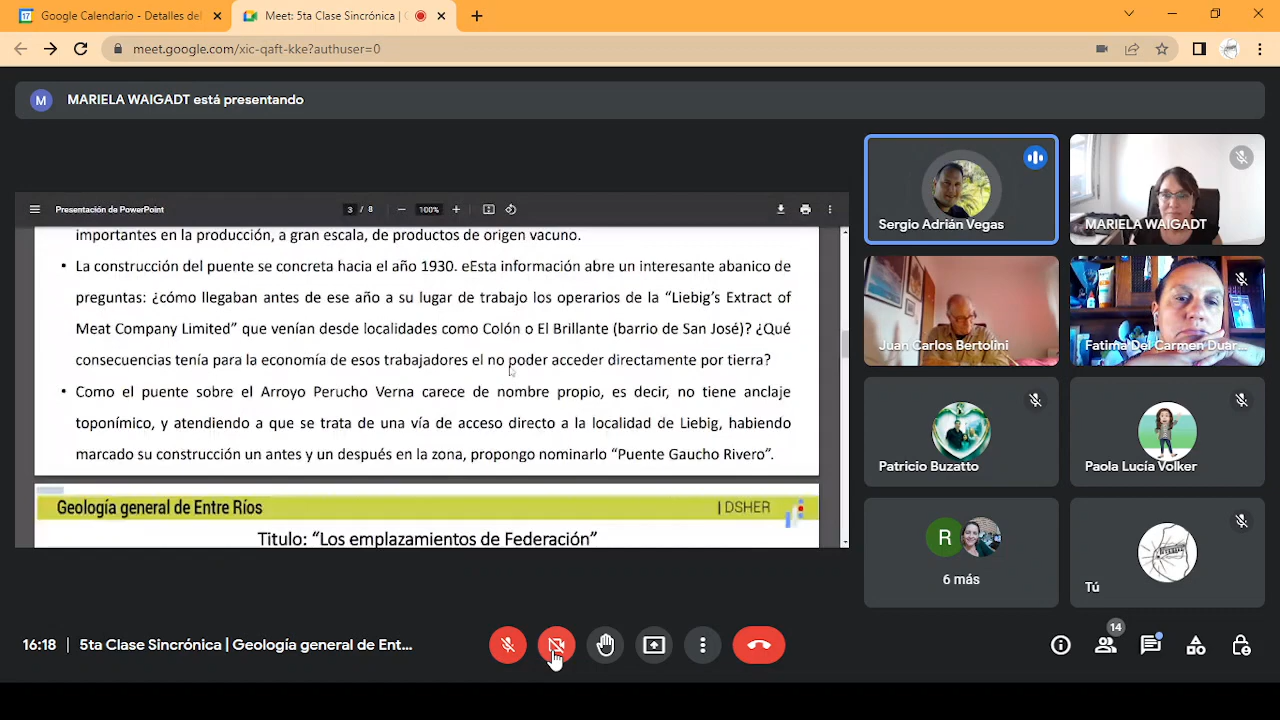 Google Calendario - Detalles del
Meet: 5ta Clase Sincrónica |
meet.google.com/xic-qaft-kke?authuser=0
M
MARIELA WAIGADT está presentando
Presentación de PowerPoint
3 / 8
100%
importantes en la producción, a gran escala, de productos de origen vacuno.
• La construcción del puente se concreta hacia el año 1930. eEsta información abre un interesante abanico de
preguntas: ¿cómo llegaban antes de ese año a su lugar de trabajo los operarios de la “Liebig’s Extract of
Meat Company Limited” que venían desde localidades como Colón o El Brillante (barrio de San José)? ¿Qué
consecuencias tenía para la economía de esos trabajadores el no poder acceder directamente por tierra?
• Como el puente sobre el Arroyo Perucho Verna carece de nombre propio, es decir, no tiene anclaje
toponímico, y atendiendo a que se trata de una vía de acceso directo a la localidad de Liebig, habiendo
marcado su construcción un antes y un después en la zona, propongo nominarlo “Puente Gaucho Rivero”.
Geología general de Entre Ríos
| DSHER
Titulo: “Los emplazamientos de Federación”
Sergio Adrián Vegas
MARIELA WAIGADT
Juan Carlos Bertolini
Fatima Del Carmen Duar...
Patricio Buzatto
Paola Lucía Volker
R
6 más
Tú
16:18 | 5ta Clase Sincrónica | Geología general de Ent...
14